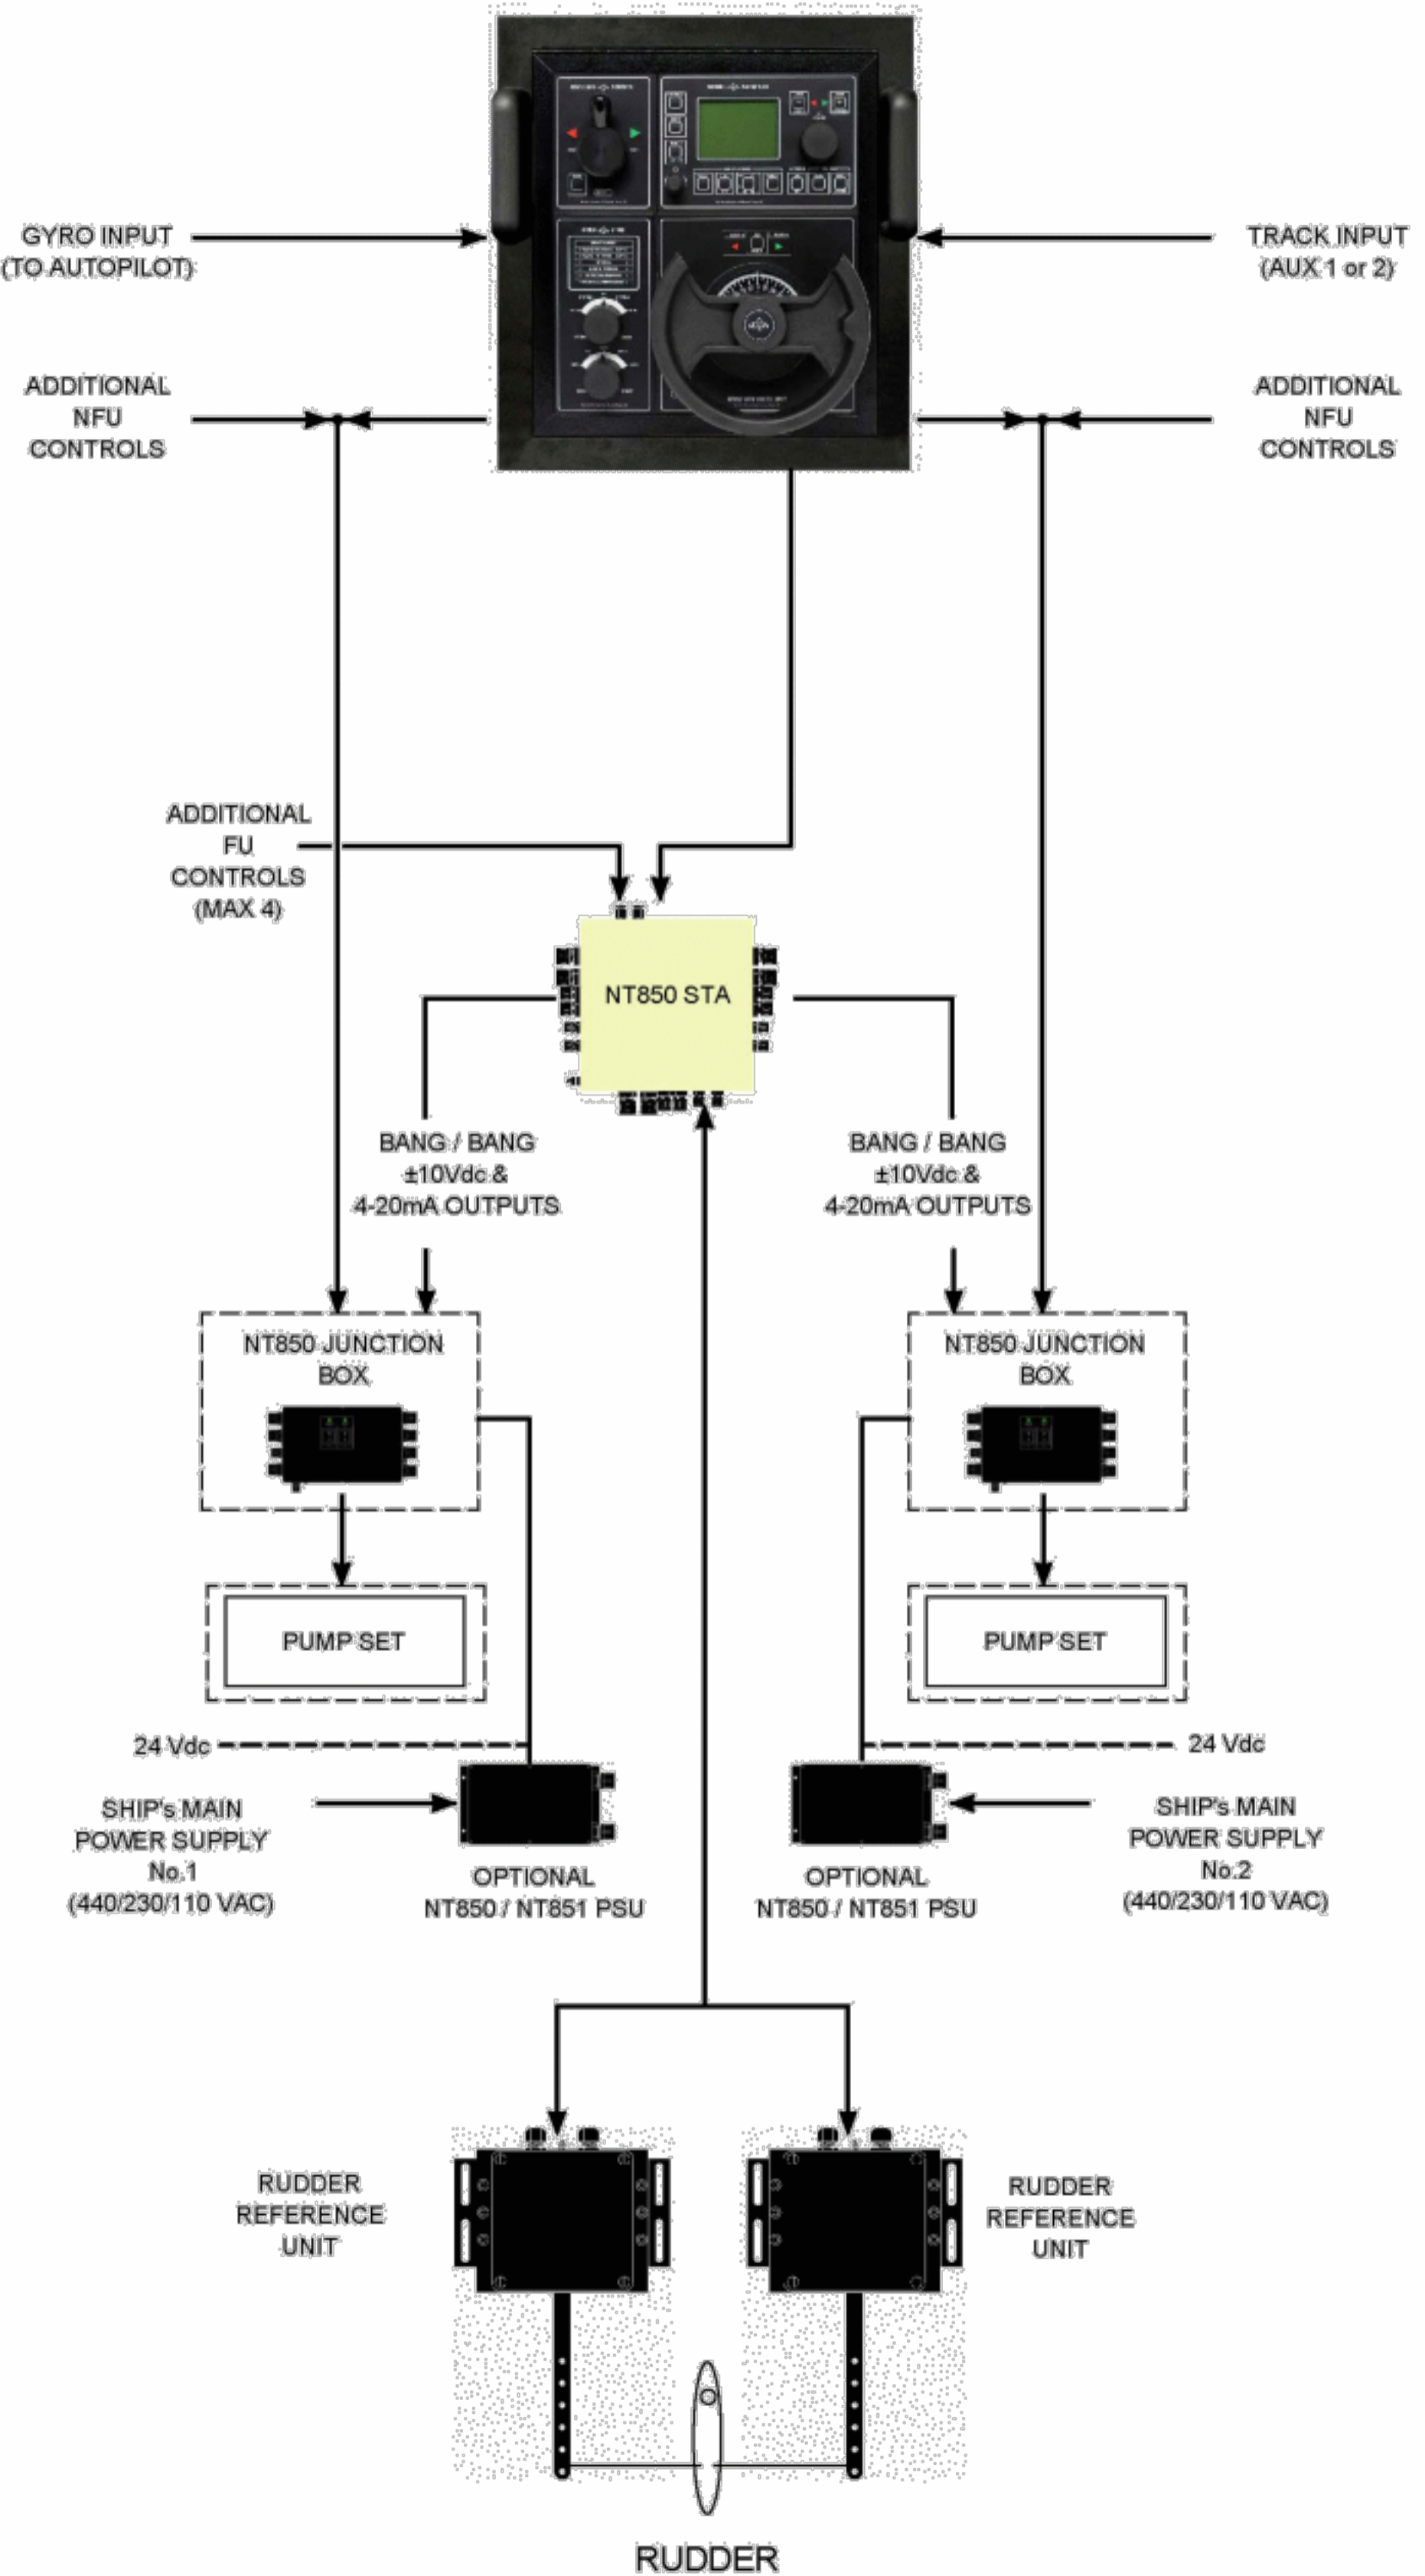 GYRO INPUT
(TO AUTOPILOT)
TRACK INPUT
(AUX 1 or 2)
ADDITIONAL
NFU
CONTROLS
ADDITIONAL
NFU
CONTROLS
ADDITIONAL
FU
CONTROLS
(MAX 4)
NT850 STA
BANG / BANG
±10Vdc &
4-20mA OUTPUTS
BANG / BANG
±10Vdc &
4-20mA OUTPUTS
NT850 JUNCTION
BOX
NT850 JUNCTION
BOX
PUMP SET
PUMP SET
24 Vdc
24 Vdc
SHIP's MAIN
POWER SUPPLY
No.1
(440/230/110 VAC)
SHIP's MAIN
POWER SUPPLY
No.2
(440/230/110 VAC)
OPTIONAL
NT850 / NT851 PSU
OPTIONAL
NT850 / NT851 PSU
RUDDER
REFERENCE
UNIT
RUDDER
REFERENCE
UNIT
RUDDER